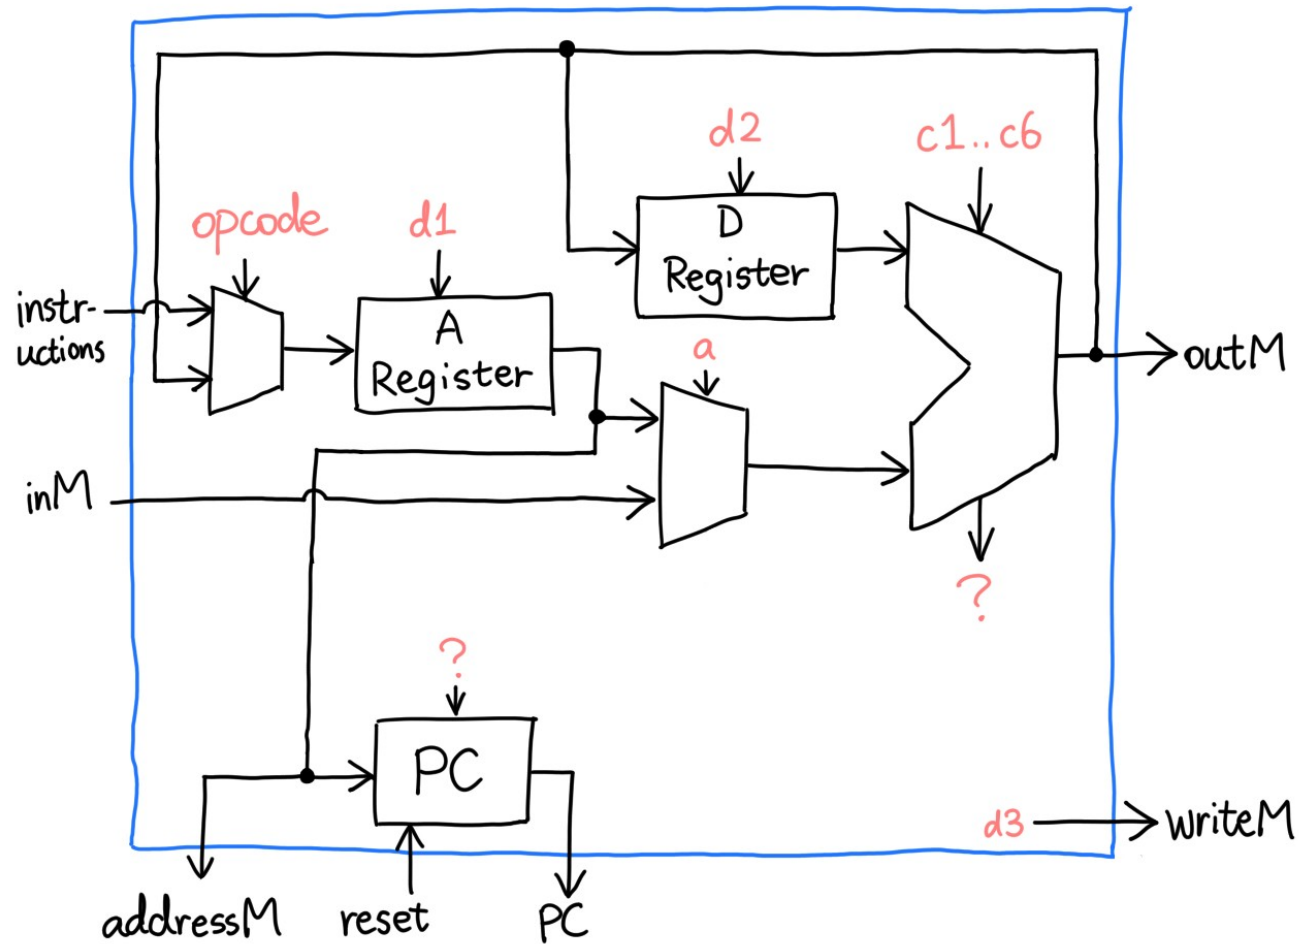 d2
c1..c6
opcode
d1
D
Register
instr-
uctions
A
Register
a
outM
inM
?
?
PC
d3
writeM
addressM
reset
PC